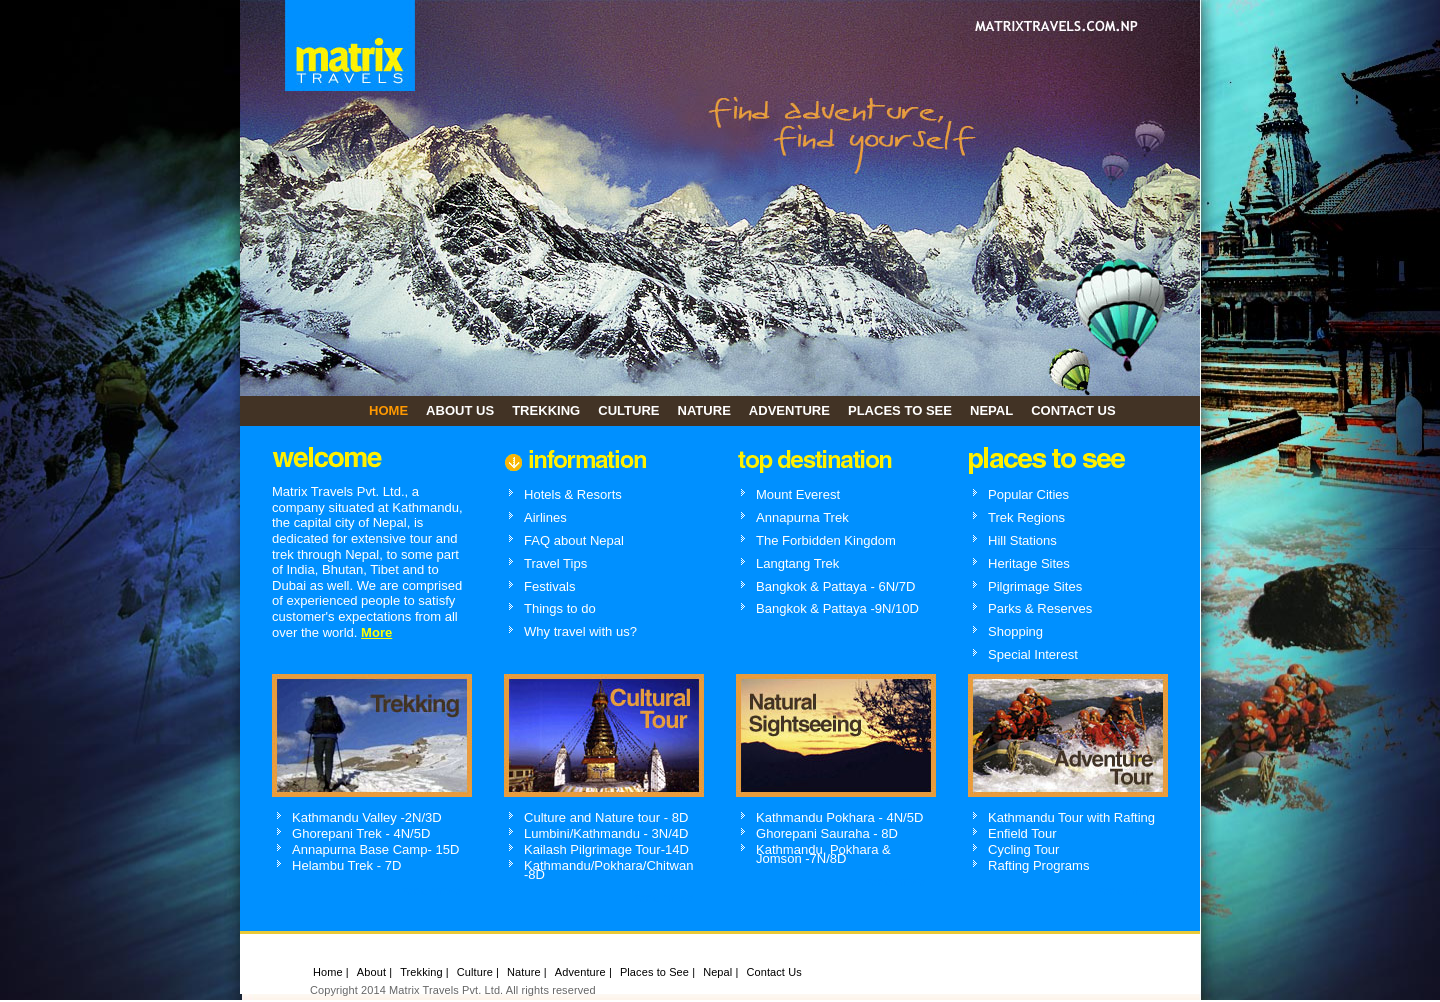 matrix
TRAVELS
MATRIXTRAVELS.COM.NP
find adventure,
find yourself
HOME ABOUT US TREKKING CULTURE NATURE ADVENTURE PLACES TO SEE NEPAL CONTACT US
welcome
Matrix Travels Pvt. Ltd., a
company situated at Kathmandu,
the capital city of Nepal, is
dedicated for extensive tour and
trek through Nepal, to some part
of India, Bhutan, Tibet and to
Dubai as well. We are comprised
of experienced people to satisfy
customer's expectations from all
over the world. More
information
Hotels & Resorts
Airlines
FAQ about Nepal
Travel Tips
Festivals
Things to do
Why travel with us?
top destination
Mount Everest
Annapurna Trek
The Forbidden Kingdom
Langtang Trek
Bangkok & Pattaya - 6N/7D
Bangkok & Pattaya -9N/10D
places to see
Popular Cities
Trek Regions
Hill Stations
Heritage Sites
Pilgrimage Sites
Parks & Reserves
Shopping
Special Interest
Trekking
Kathmandu Valley -2N/3D
Ghorepani Trek - 4N/5D
Annapurna Base Camp- 15D
Helambu Trek - 7D
Cultural
Tour
Culture and Nature tour - 8D
Lumbini/Kathmandu - 3N/4D
Kailash Pilgrimage Tour-14D
Kathmandu/Pokhara/Chitwan
-8D
Natural
Sightseeing
Kathmandu Pokhara - 4N/5D
Ghorepani Sauraha - 8D
Kathmandu, Pokhara &
Jomson -7N/8D
Adventure
Tour
Kathmandu Tour with Rafting
Enfield Tour
Cycling Tour
Rafting Programs
Home | About | Trekking | Culture | Nature | Adventure | Places to See | Nepal | Contact Us
Copyright 2014 Matrix Travels Pvt. Ltd. All rights reserved